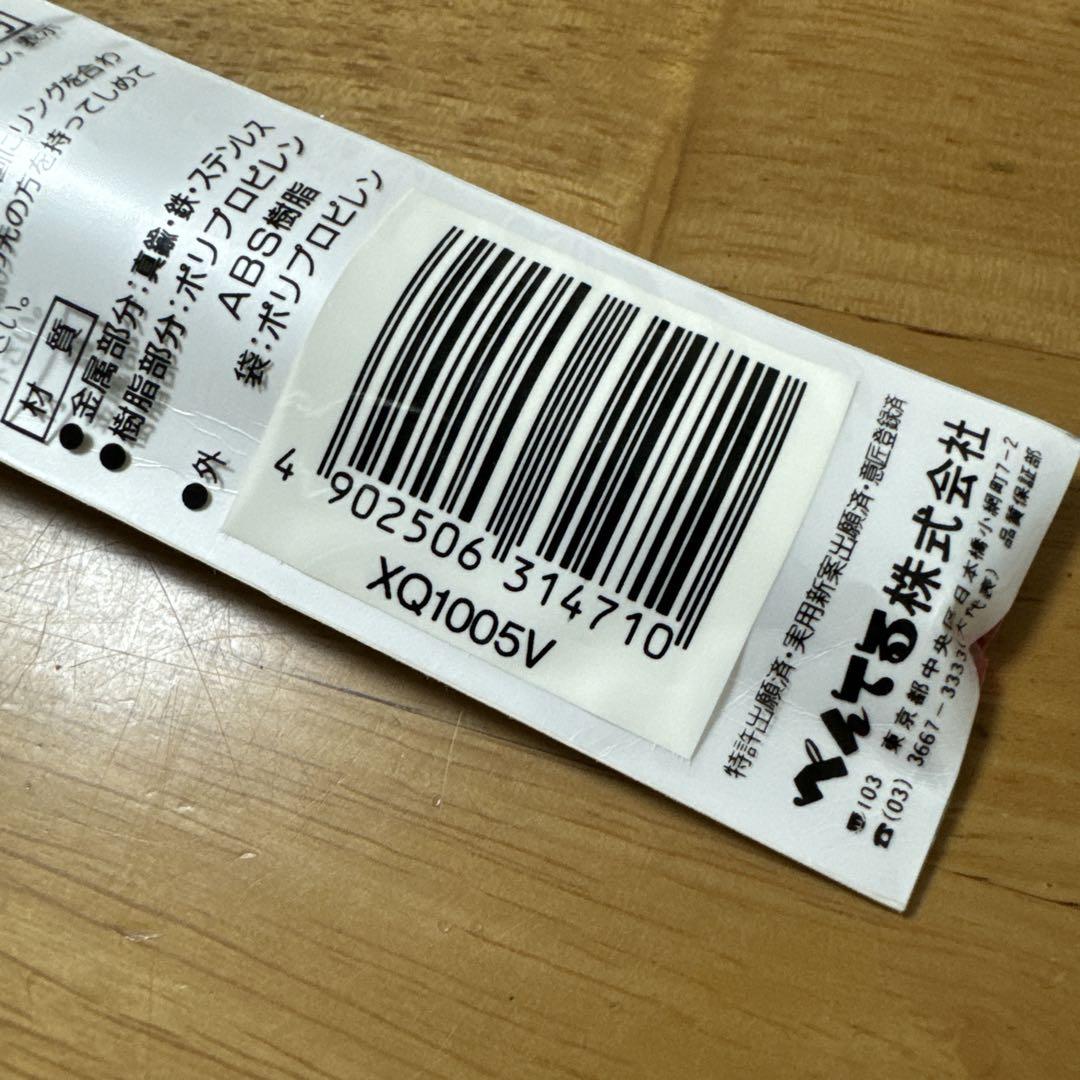 リングを合わ
の方を持ってしめて
さい。
材 質
●金属部分：真鍮・鉄・ステンレス
●樹脂部分：ポリプロピレン
ABS樹脂
●外 袋：ポリプロピレン
4 902506 314710
XQ1005V
特許出願済・実用新案出願済・意匠登録済
ぺんてる株式会社
〒103 東京都中央区日本橋小網町7-2
☎(03) 3667-3333(大代表) 品質保証部